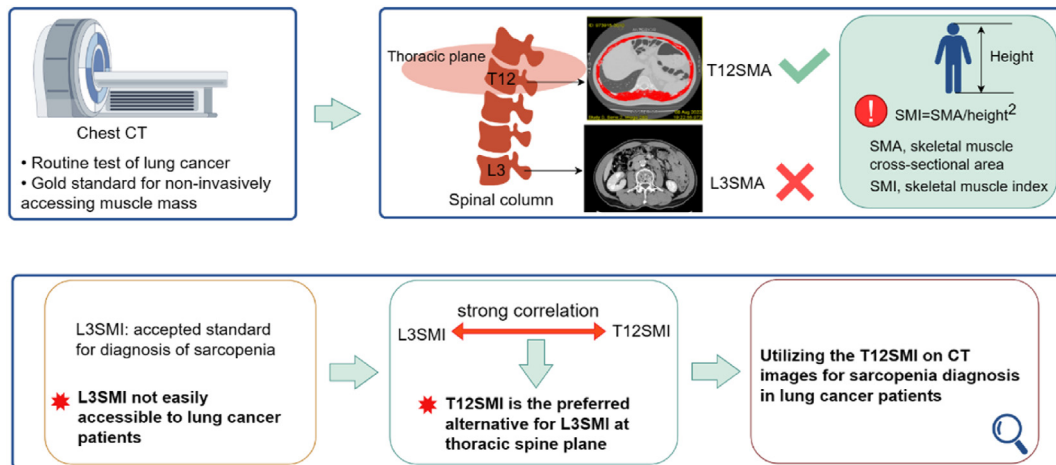 Chest CT
• Routine test of lung cancer
• Gold standard for non-invasively
accessing muscle mass
Thoracic plane
T12
L3
Spinal column
T12SMA
L3SMA
Height
SMI=SMA/height²
SMA, skeletal muscle
cross-sectional area
SMI, skeletal muscle index
L3SMI: accepted standard
for diagnosis of sarcopenia
L3SMI not easily
accessible to lung cancer
patients
strong correlation
L3SMI
T12SMI
T12SMI is the preferred
alternative for L3SMI at
thoracic spine plane
Utilizing the T12SMI on CT
images for sarcopenia diagnosis
in lung cancer patients